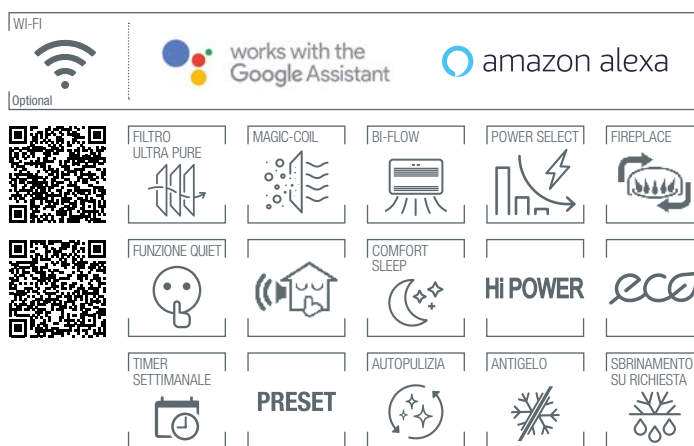 WI-FI
Optional
works with the
Google Assistant
amazon alexa
FILTRO
ULTRA PURE
MAGIC-COIL
BI-FLOW
POWER SELECT
FIREPLACE
FUNZIONE QUIET
COMFORT
SLEEP
Hi POWER
eco
TIMER
SETTIMANALE
PRESET
AUTOPULIZIA
ANTIGELO
SBRINAMENTO
SU RICHIESTA